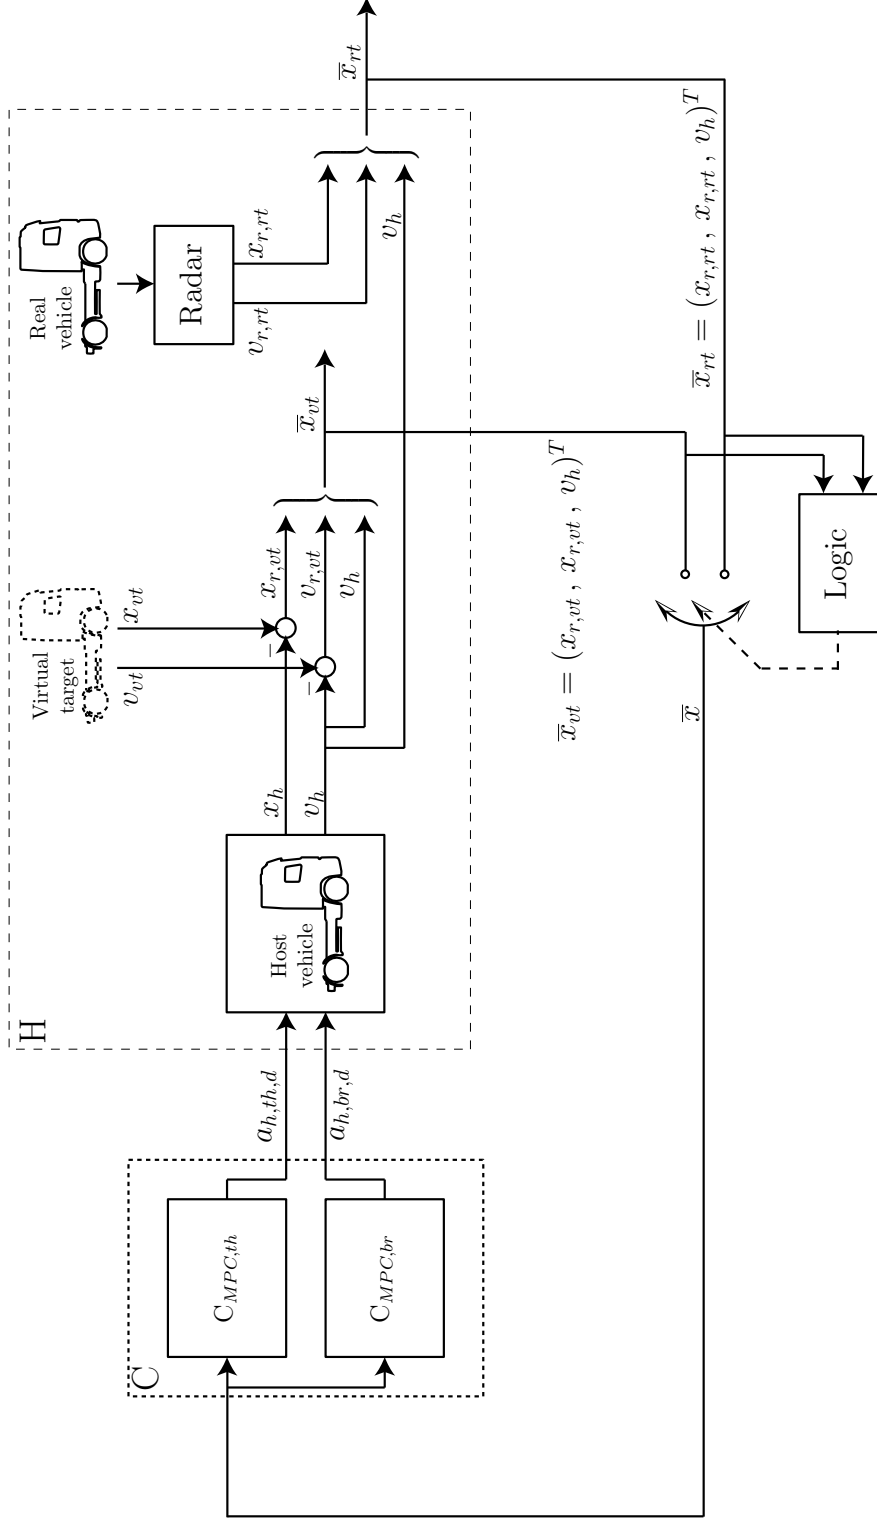 H
C
C_{MPC,th}
C_{MPC,br}
a_{h,th,d}
a_{h,br,d}
Host
vehicle
x_h
v_h
Virtual
target
v_{vt}
x_{vt}
−
−
x_{r,vt}
v_{r,vt}
v_h
x̅_{vt}
Real
vehicle
Radar
v_{r,rt}
x_{r,rt}
v_h
x̅_{rt}
x̅_{vt} = (x_{r,vt} , x_{r,vt} , v_h)^T
x̅_{rt} = (x_{r,rt} , x_{r,rt} , v_h)^T
x̅
Logic